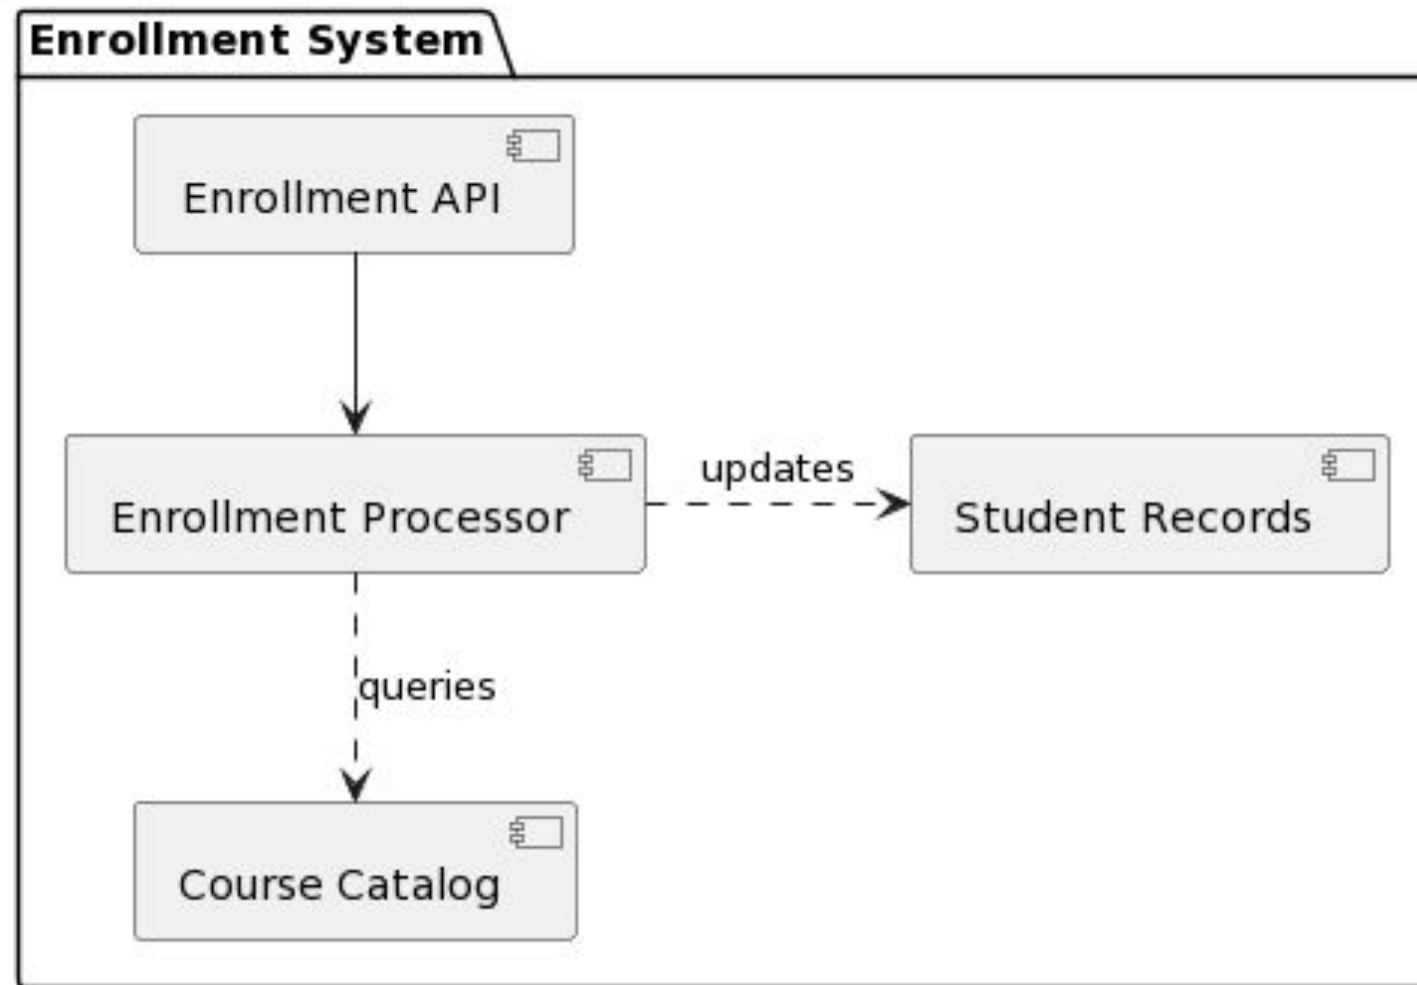 Enrollment System
Enrollment API
Enrollment Processor
updates
Student Records
queries
Course Catalog